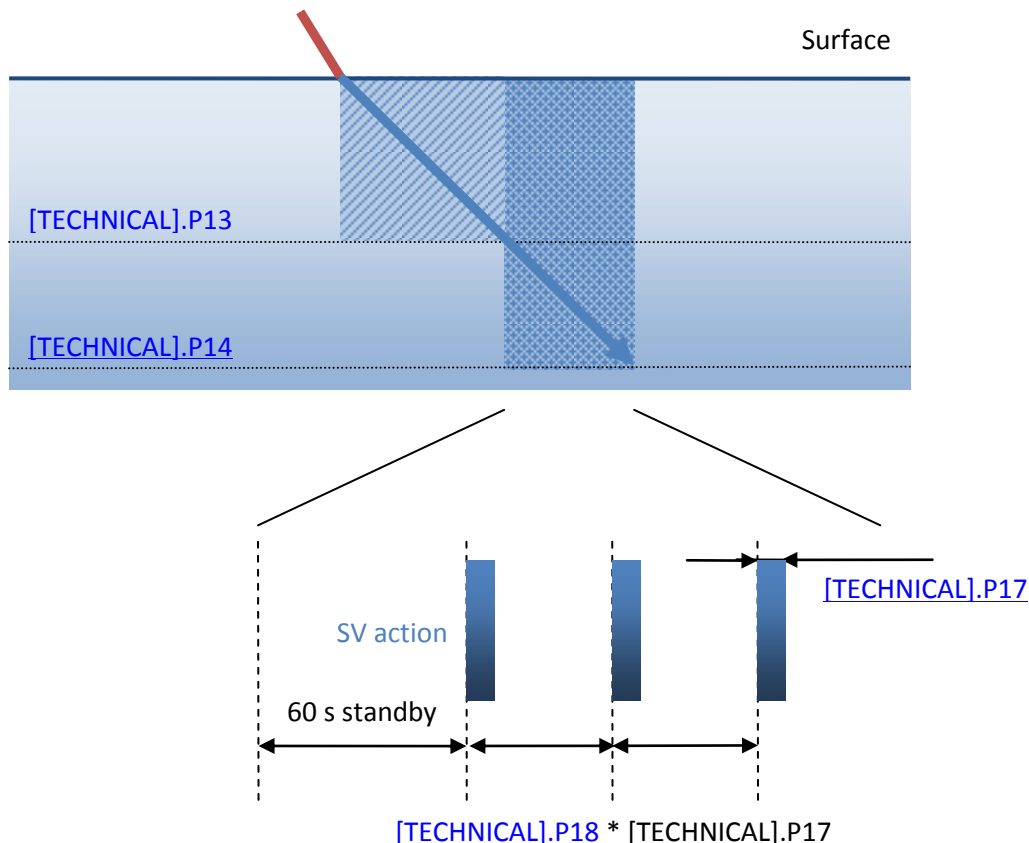 Surface
[TECHNICAL].P13
[TECHNICAL].P14
[TECHNICAL].P17
SV action
60 s standby
[TECHNICAL].P18 * [TECHNICAL].P17